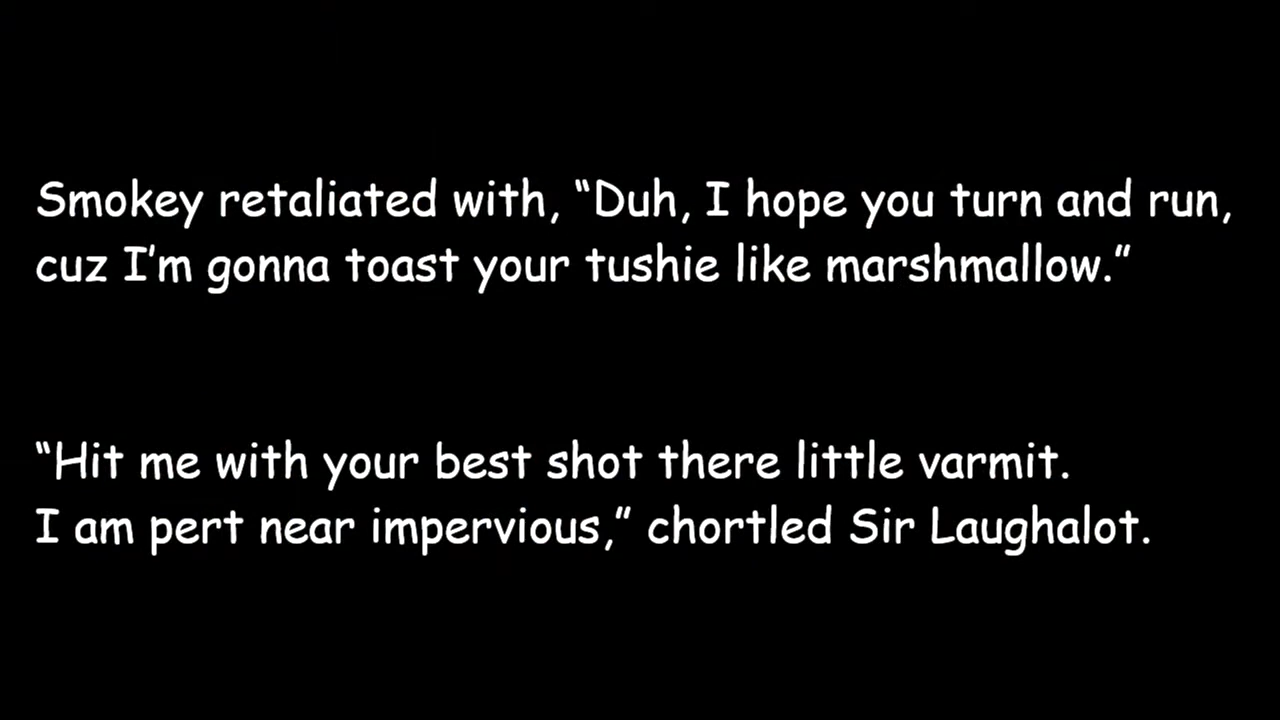 Smokey retaliated with, “Duh, I hope you turn and run,
cuz I’m gonna toast your tushie like marshmallow.”
“Hit me with your best shot there little varmit.
I am pert near impervious,” chortled Sir Laughalot.